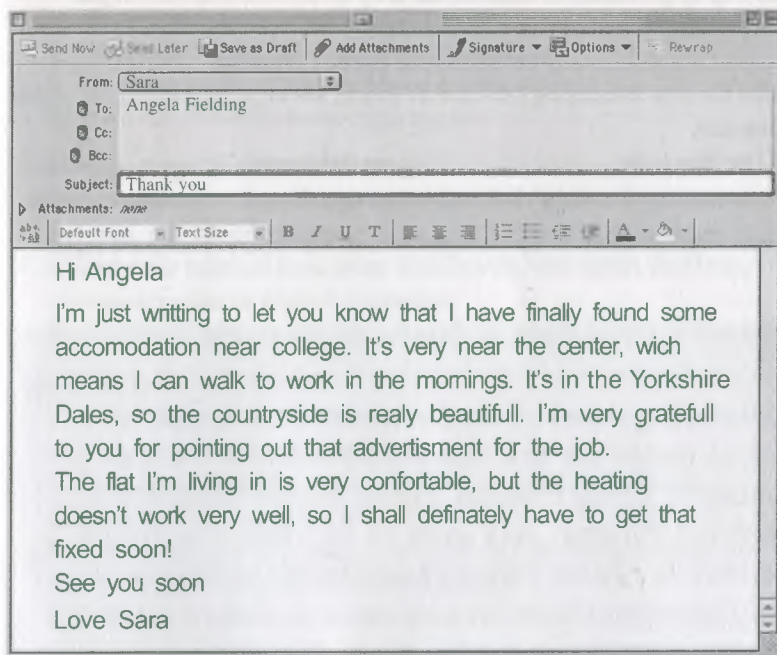 Send Now Send Later Save as Draft Add Attachments Signature Options Rewrap
From: Sara
To: Angela Fielding
Cc:
Bcc:
Subject: Thank you
Attachments: none
Default Font Text Size B I U T A
Hi Angela
I'm just writting to let you know that I have finally found some
accomodation near college. It's very near the center, wich
means I can walk to work in the mornings. It's in the Yorkshire
Dales, so the countryside is realy beautifull. I'm very gratefull
to you for pointing out that advertisment for the job.
The flat I'm living in is very confortable, but the heating
doesn't work very well, so I shall definately have to get that
fixed soon!
See you soon
Love Sara